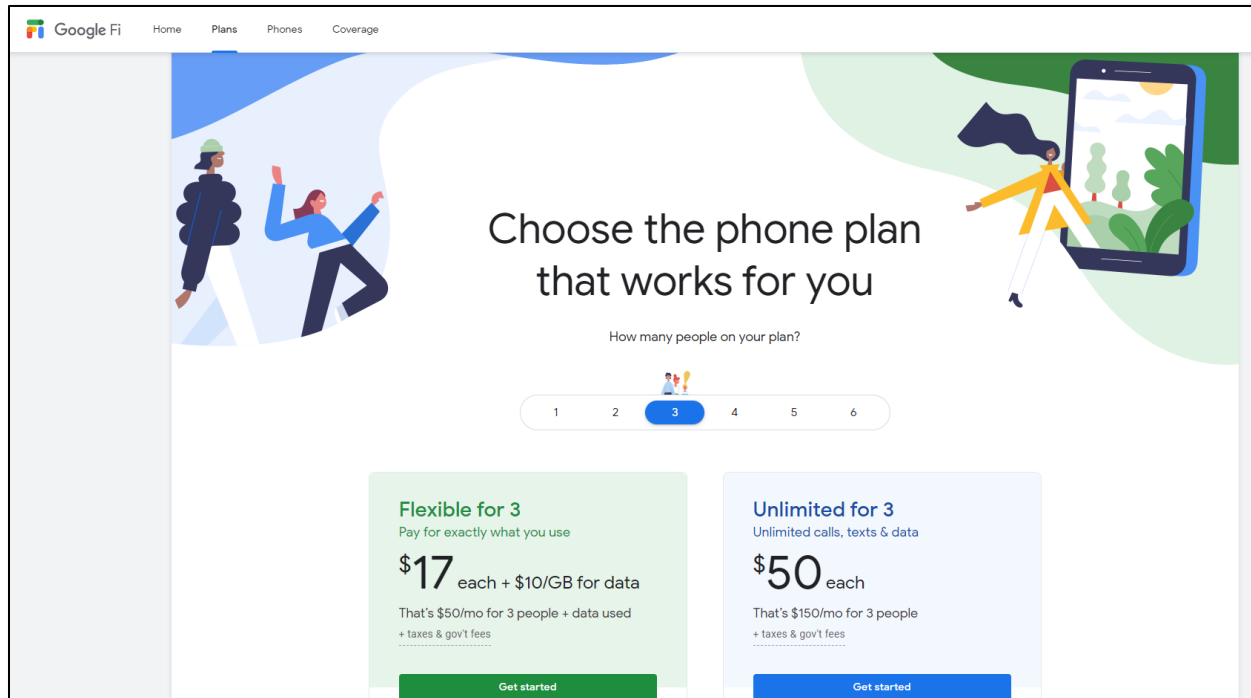 Google Fi Home Plans Phones Coverage
Choose the phone plan
that works for you
How many people on your plan?
1 2 3 4 5 6
Flexible for 3
Pay for exactly what you use
$17 each + $10/GB for data
That's $50/mo for 3 people + data used
+ taxes & gov't fees
Get started
Unlimited for 3
Unlimited calls, texts & data
$50 each
That's $150/mo for 3 people
+ taxes & gov't fees
Get started